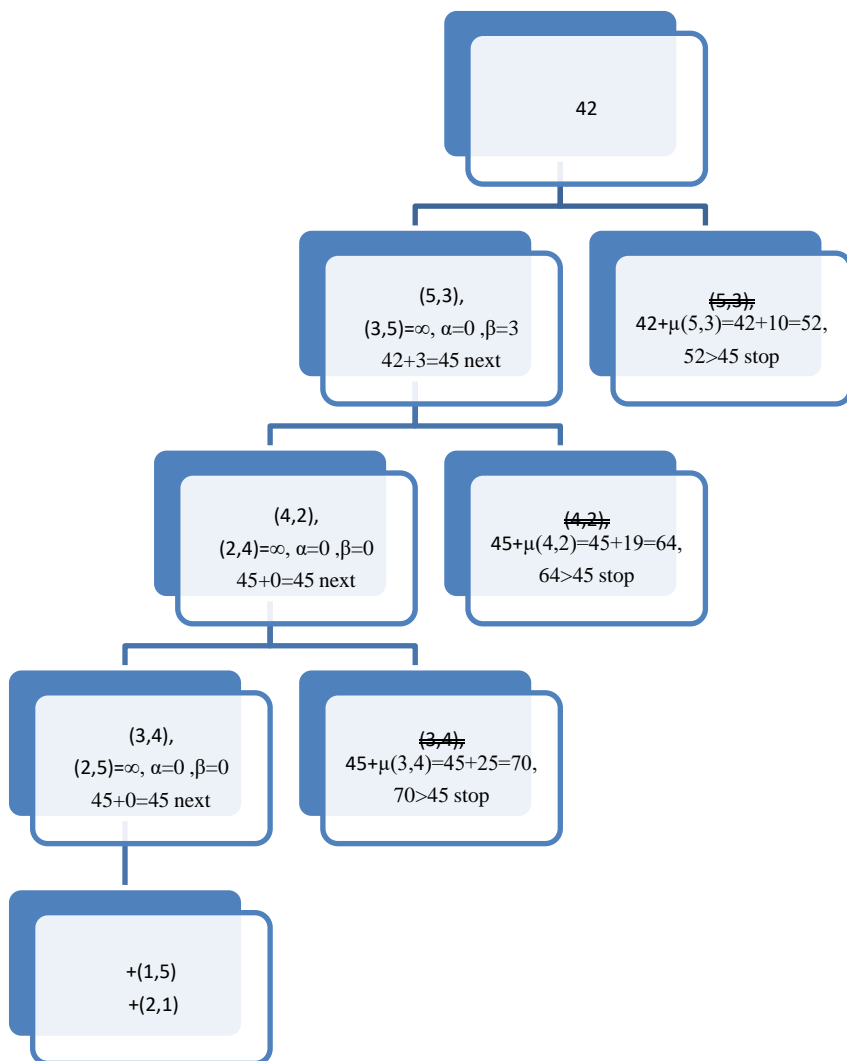 42
(5,3),
(3,5)=∞, α=0 ,β=3
42+3=45 next
(5,3),
42+µ(5,3)=42+10=52,
52>45 stop
(4,2),
(2,4)=∞, α=0 ,β=0
45+0=45 next
(4,2),
45+µ(4,2)=45+19=64,
64>45 stop
(3,4),
(2,5)=∞, α=0 ,β=0
45+0=45 next
(3,4),
45+µ(3,4)=45+25=70,
70>45 stop
+(1,5)
+(2,1)